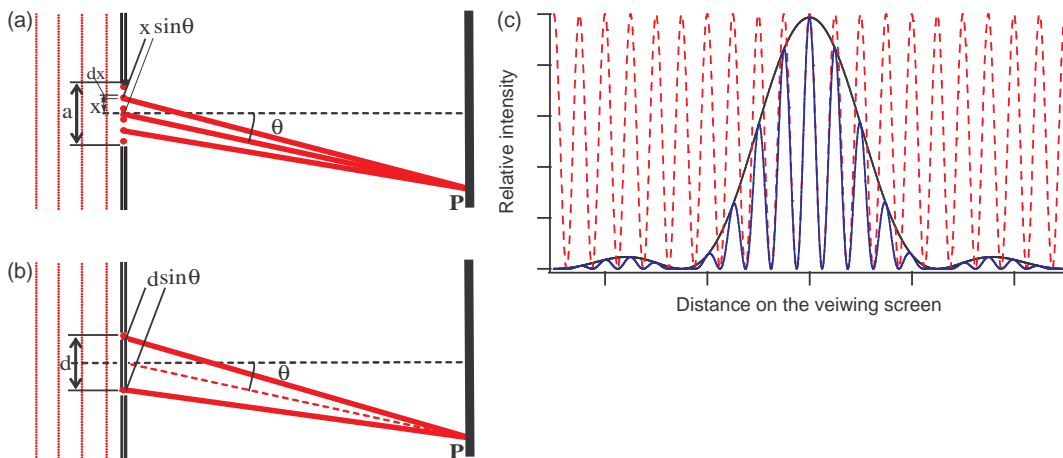 (a)
x sinθ
dx
x
a
θ
P
(b)
d sinθ
d
θ
P
(c)
Relative intensity
Distance on the veiwing screen